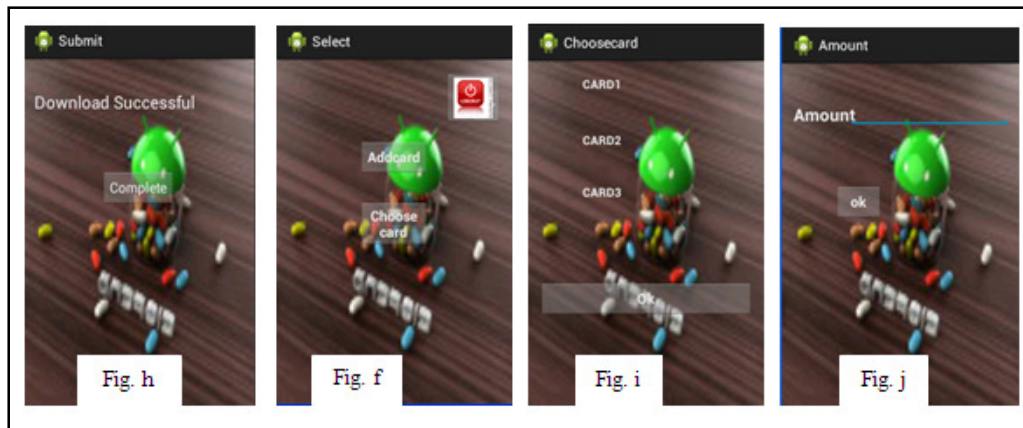 Submit
Download Successful
Complete
Fig. h
Select
LOGOUT
Addcard
Choose
card
Fig. f
Choosecard
CARD1
CARD2
CARD3
Ok
Fig. i
Amount
Amount
ok
Fig. j